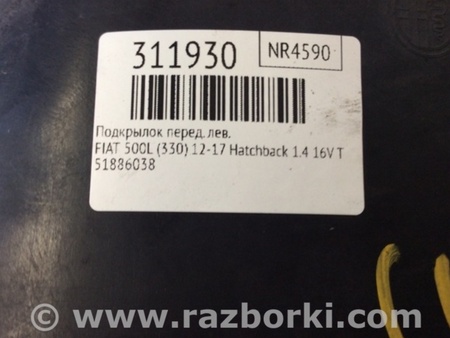 311930
NR4590
Подкрылок перед. лев.
FIAT 500L (330) 12-17 Hatchback 1.4 16V T
51886038
© www.razborki.com